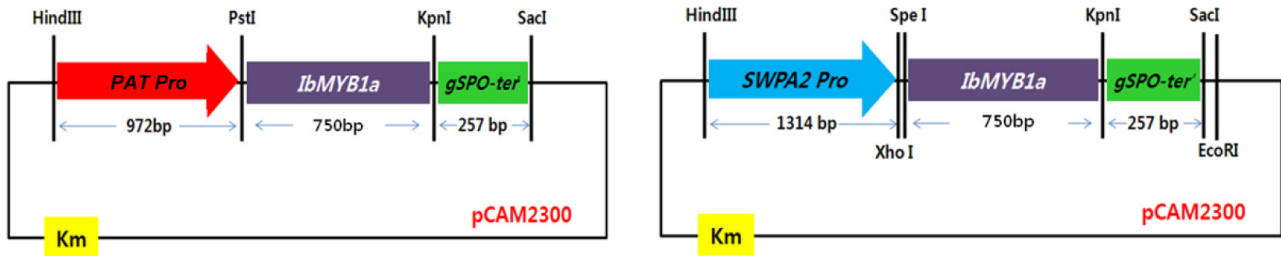 HindIII PstI KpnI SacI
PAT Pro IbMYB1a gSPO-ter'
972bp 750bp 257 bp
pCAM2300
Km
HindIII Spe I KpnI SacI
SWPA2 Pro IbMYB1a gSPO-ter'
1314 bp 750bp 257 bp
Xho I EcoRI
pCAM2300
Km